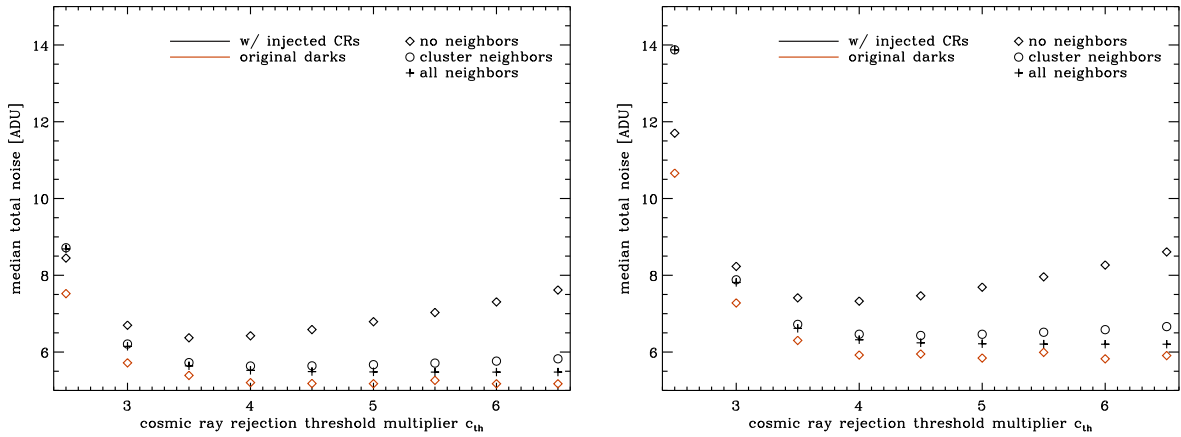 14
12
10
8
6
median total noise [ADU]
w/ injected CRs
original darks
no neighbors
cluster neighbors
all neighbors
3 4 5 6
cosmic ray rejection threshold multiplier c_th
14
12
10
8
6
median total noise [ADU]
w/ injected CRs
original darks
no neighbors
cluster neighbors
all neighbors
3 4 5 6
cosmic ray rejection threshold multiplier c_th